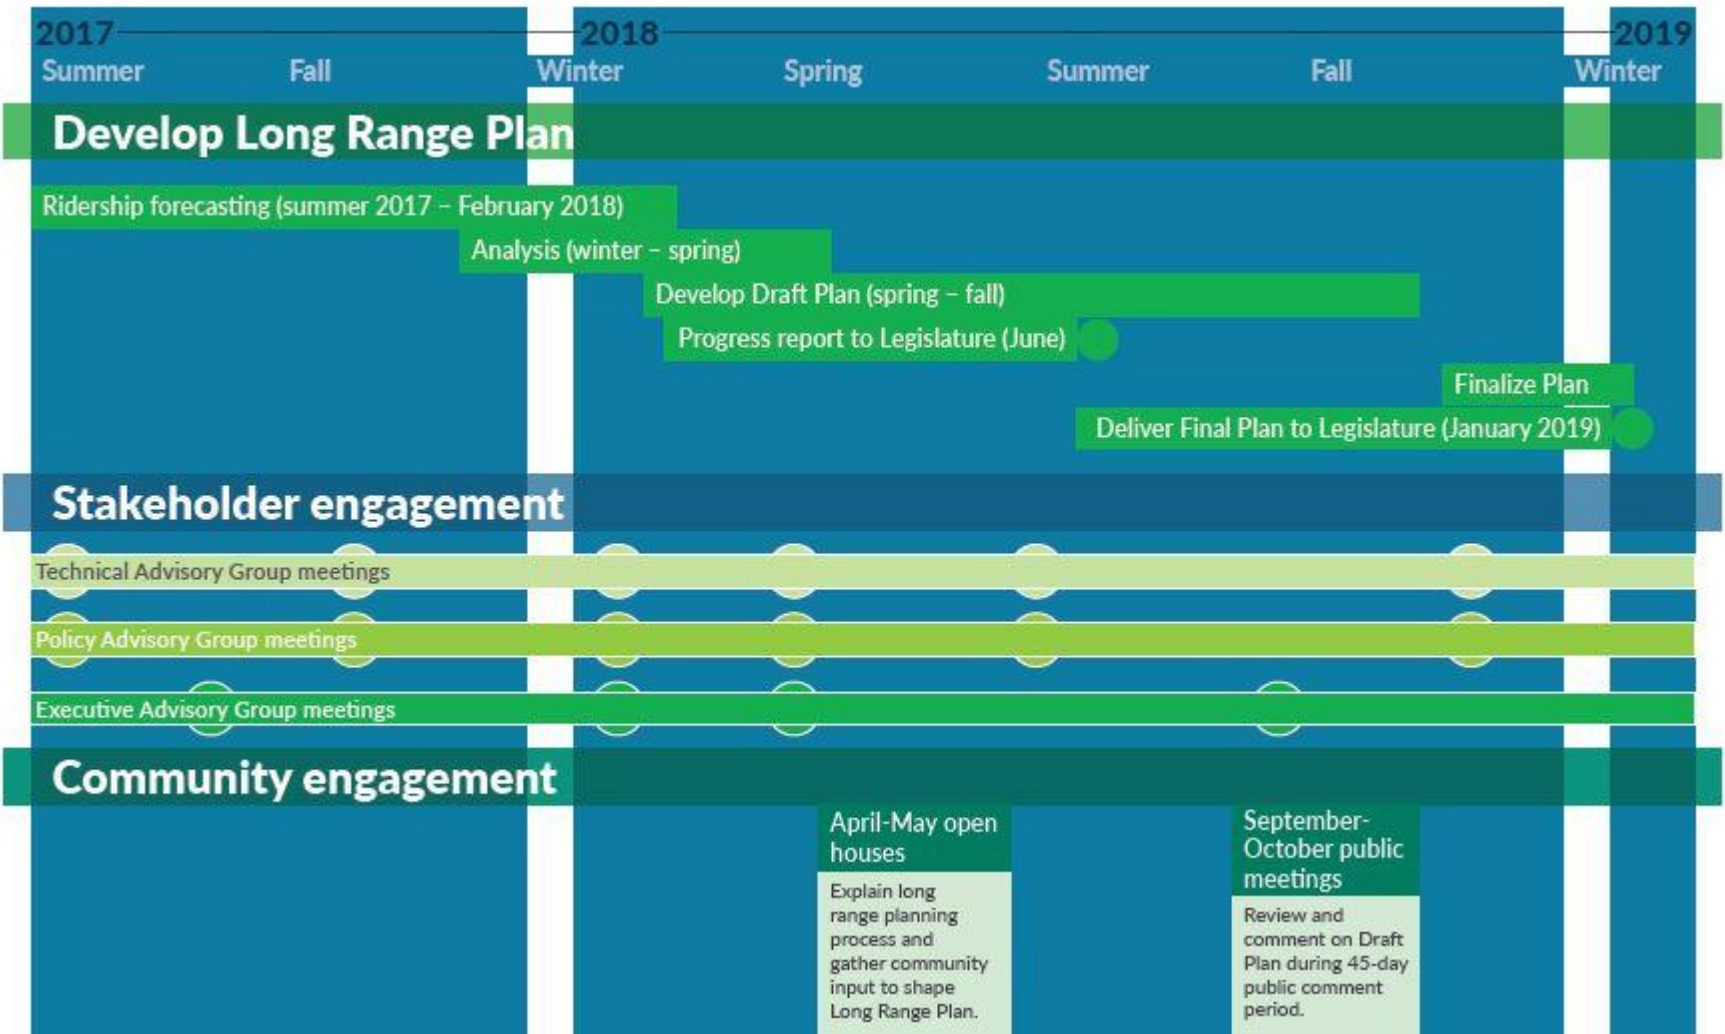 2017 2018 2019
Summer Fall Winter Spring Summer Fall Winter
Develop Long Range Plan
Ridership forecasting (summer 2017 – February 2018)
Analysis (winter – spring)
Develop Draft Plan (spring – fall)
Progress report to Legislature (June)
Finalize Plan
Deliver Final Plan to Legislature (January 2019)
Stakeholder engagement
Technical Advisory Group meetings
Policy Advisory Group meetings
Executive Advisory Group meetings
Community engagement
April-May open
houses
Explain long
range planning
process and
gather community
input to shape
Long Range Plan.
September-
October public
meetings
Review and
comment on Draft
Plan during 45-day
public comment
period.